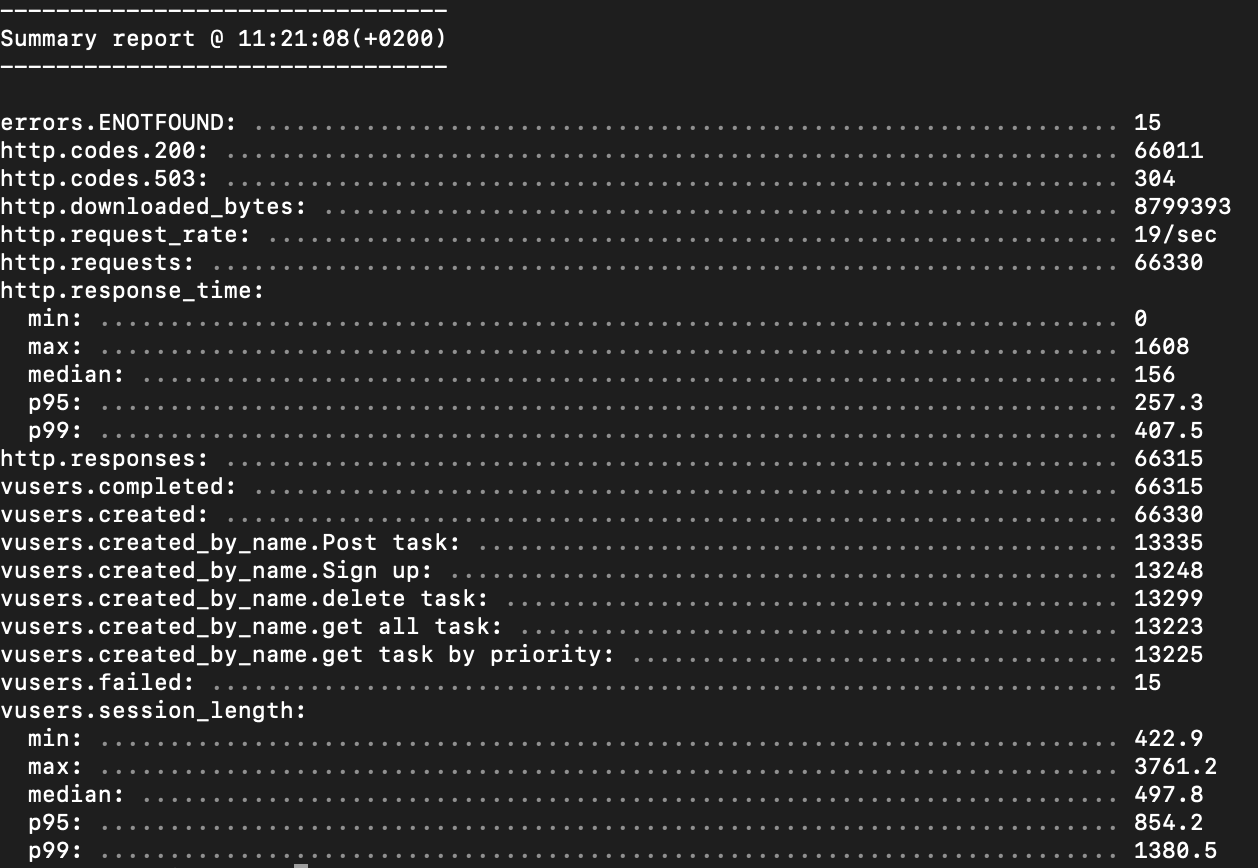 --------------------------------
Summary report @ 11:21:08(+0200)
--------------------------------
errors.ENOTFOUND: .............................................................. 15
http.codes.200: ................................................................ 66011
http.codes.503: ................................................................ 304
http.downloaded_bytes: ......................................................... 8799393
http.request_rate: ............................................................. 19/sec
http.requests: ................................................................. 66330
http.response_time:
  min: ......................................................................... 0
  max: ......................................................................... 1608
  median: ...................................................................... 156
  p95: ......................................................................... 257.3
  p99: ......................................................................... 407.5
http.responses: ................................................................ 66315
vusers.completed: .............................................................. 66315
vusers.created: ................................................................ 66330
vusers.created_by_name.Post task: .............................................. 13335
vusers.created_by_name.Sign up: ................................................ 13248
vusers.created_by_name.delete task: ............................................ 13299
vusers.created_by_name.get all task: ........................................... 13223
vusers.created_by_name.get task by priority: ................................... 13225
vusers.failed: ................................................................. 15
vusers.session_length:
  min: ......................................................................... 422.9
  max: ......................................................................... 3761.2
  median: ...................................................................... 497.8
  p95: ......................................................................... 854.2
  p99: ......................................................................... 1380.5